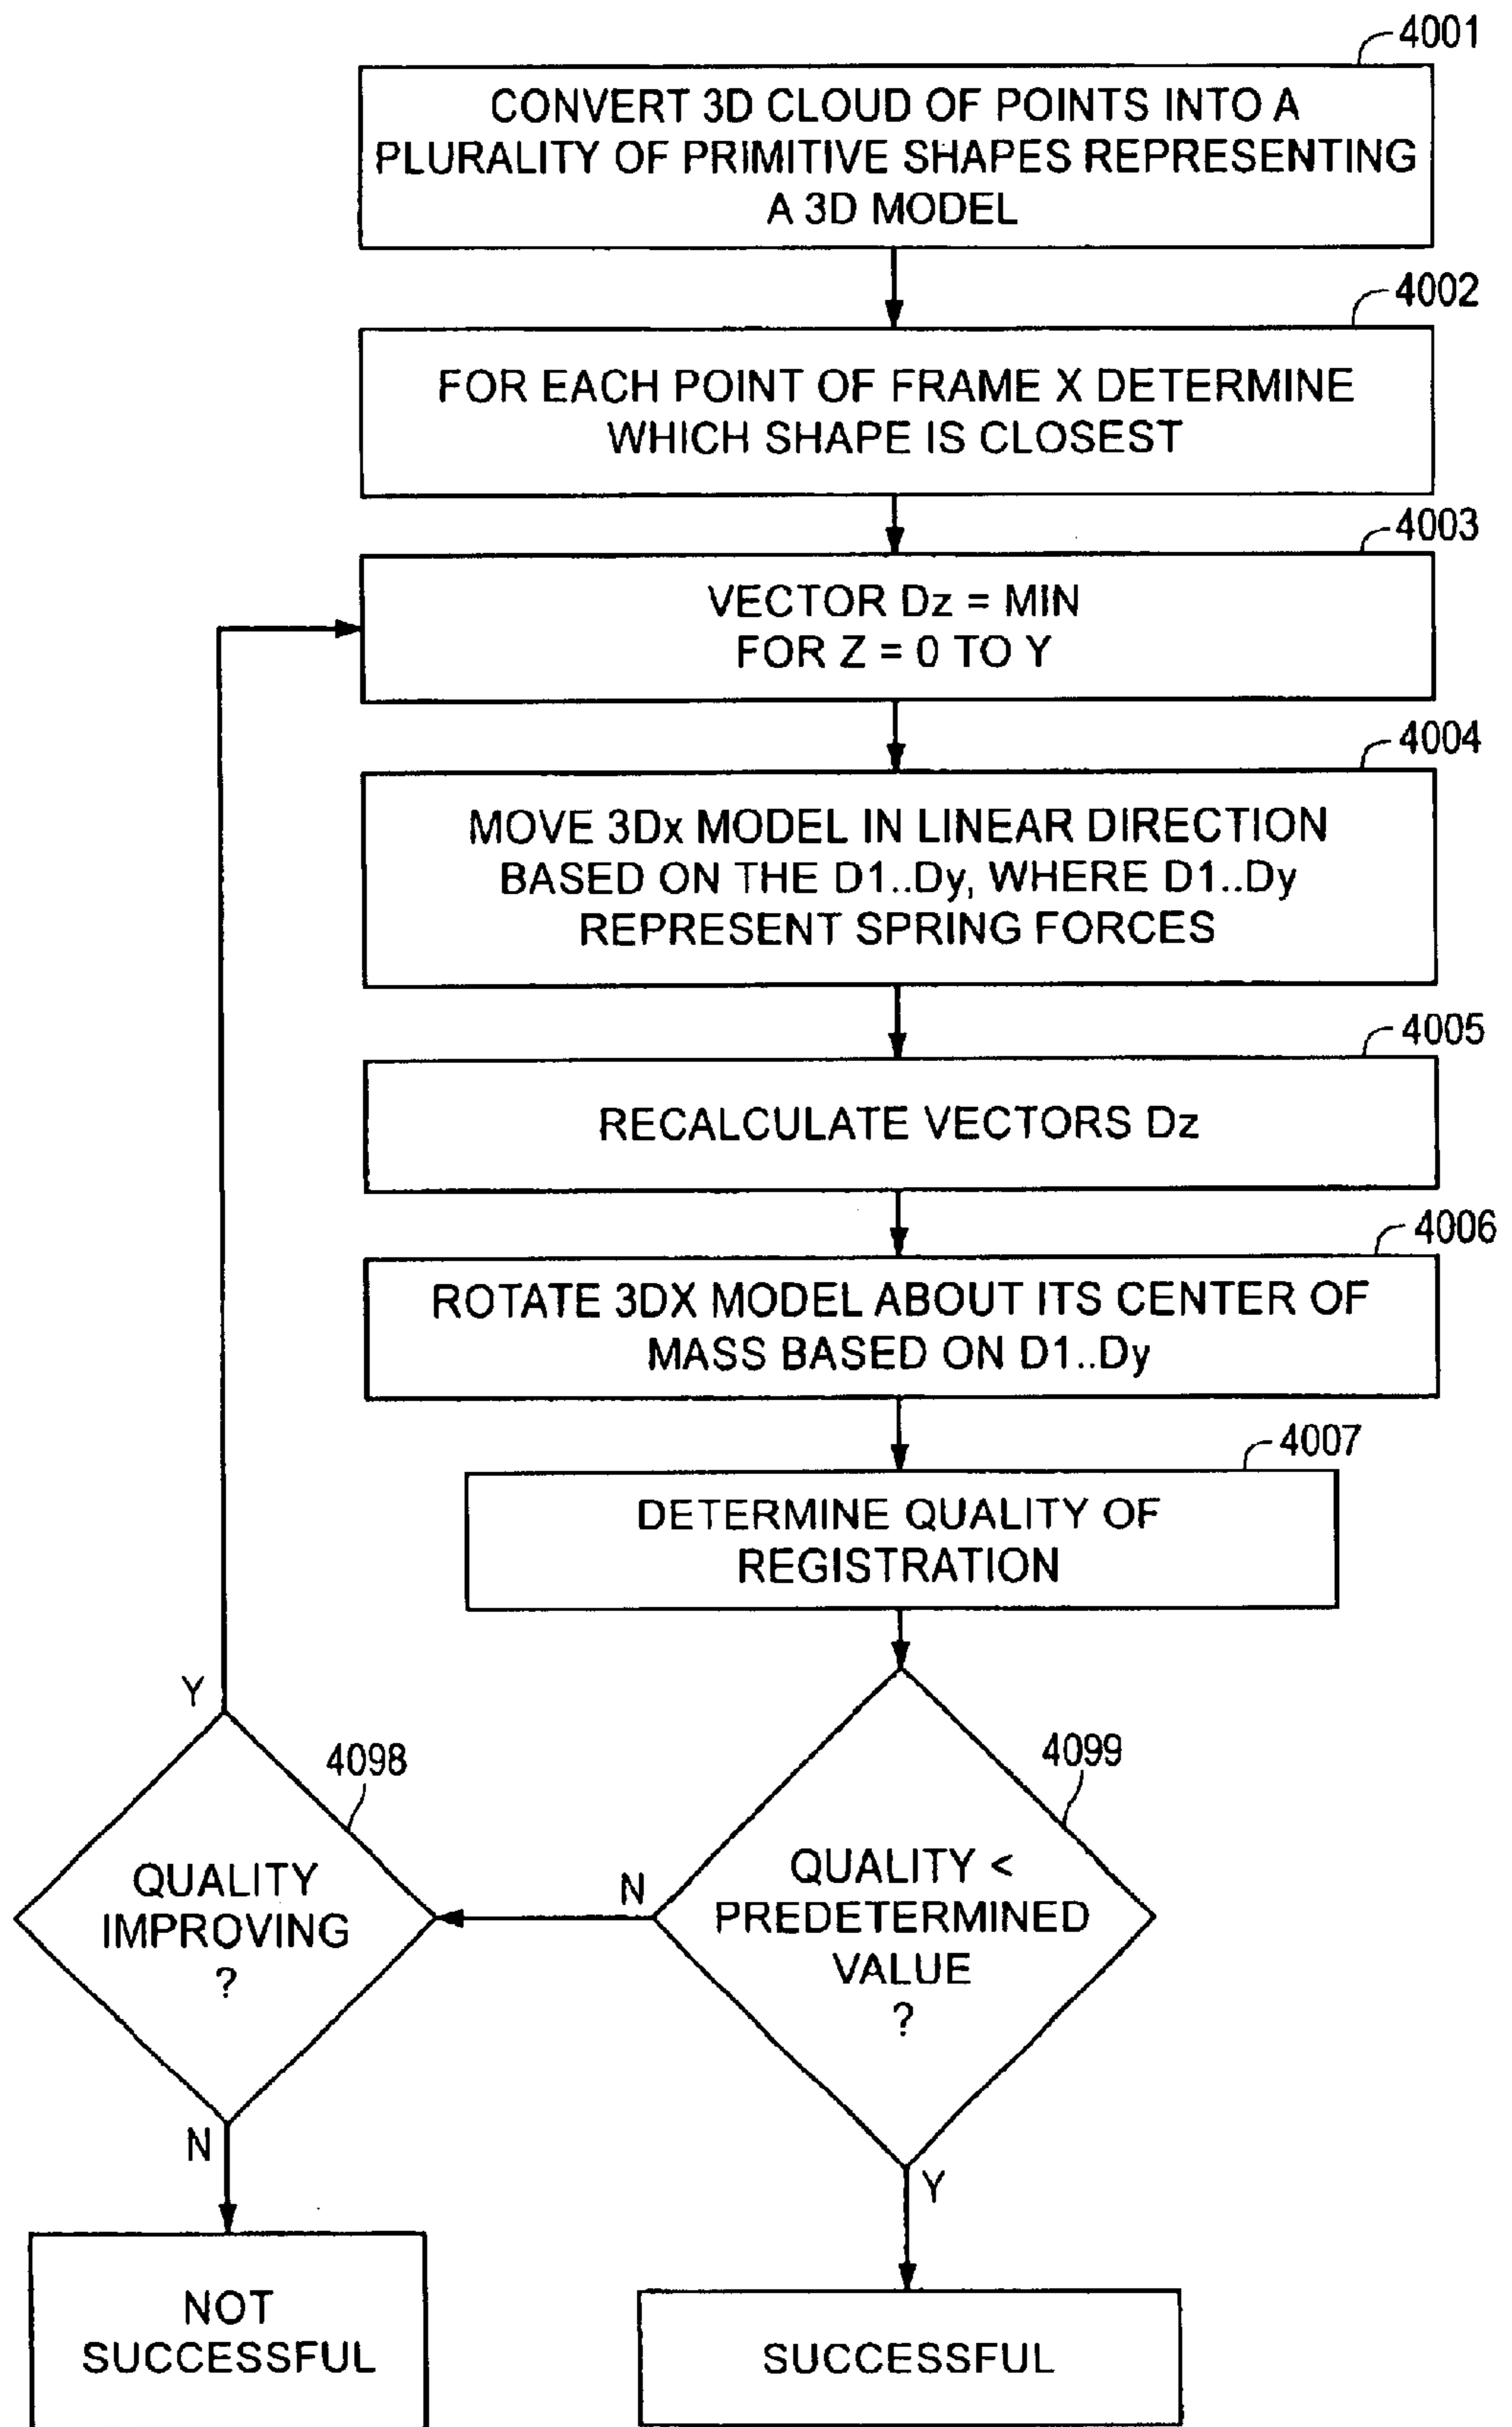 4001
CONVERT 3D CLOUD OF POINTS INTO A
PLURALITY OF PRIMITIVE SHAPES REPRESENTING
A 3D MODEL
4002
FOR EACH POINT OF FRAME X DETERMINE
WHICH SHAPE IS CLOSEST
4003
VECTOR Dz = MIN
FOR Z = 0 TO Y
4004
MOVE 3Dx MODEL IN LINEAR DIRECTION
BASED ON THE D1..Dy, WHERE D1..Dy
REPRESENT SPRING FORCES
4005
RECALCULATE VECTORS Dz
4006
ROTATE 3DX MODEL ABOUT ITS CENTER OF
MASS BASED ON D1..Dy
4007
DETERMINE QUALITY OF
REGISTRATION
4099
QUALITY <
PREDETERMINED
VALUE
?
N
Y
4098
QUALITY
IMPROVING
?
Y
N
NOT
SUCCESSFUL
SUCCESSFUL